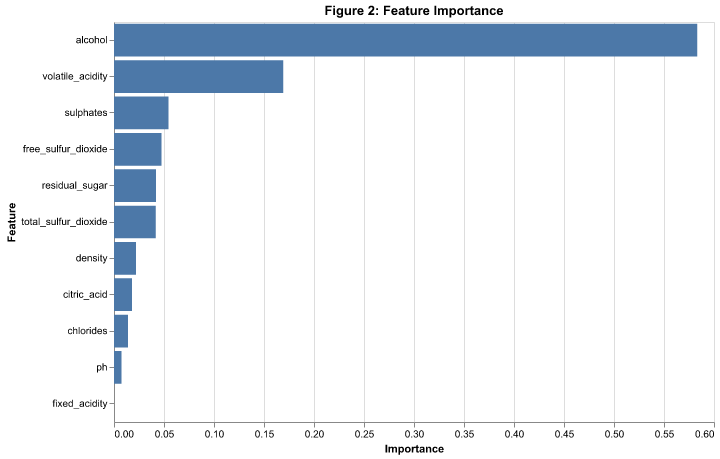 Figure 2: Feature Importance
Feature
alcohol
volatile_acidity
sulphates
free_sulfur_dioxide
residual_sugar
total_sulfur_dioxide
density
citric_acid
chlorides
ph
fixed_acidity
0.00 0.05 0.10 0.15 0.20 0.25 0.30 0.35 0.40 0.45 0.50 0.55 0.60
Importance